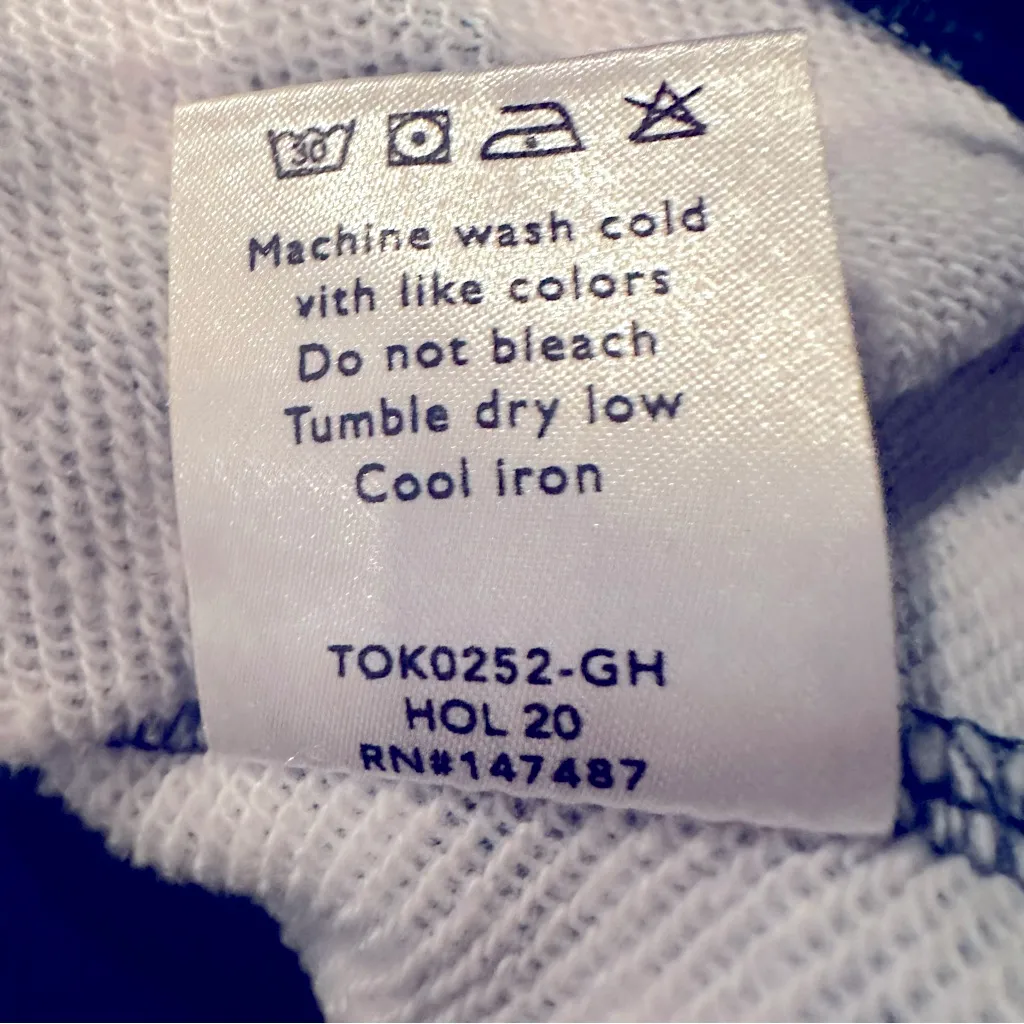 30
Machine wash cold
with like colors
Do not bleach
Tumble dry low
Cool iron
TOK0252-GH
HOL 20
RN#147487